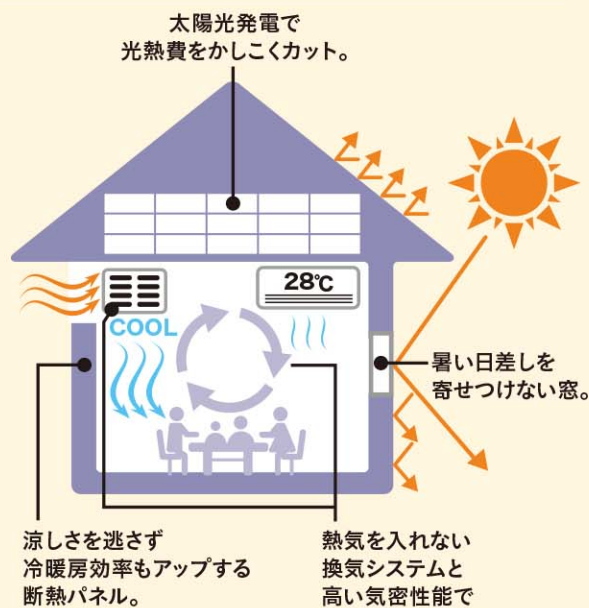 太陽光発電で
光熱費をかしこくカット。
28℃
COOL
暑い日差しを
寄せつけない窓。
涼しさを逃さず
冷暖房効率もアップする
断熱パネル。
熱気を入れない
換気システムと
高い気密性能で